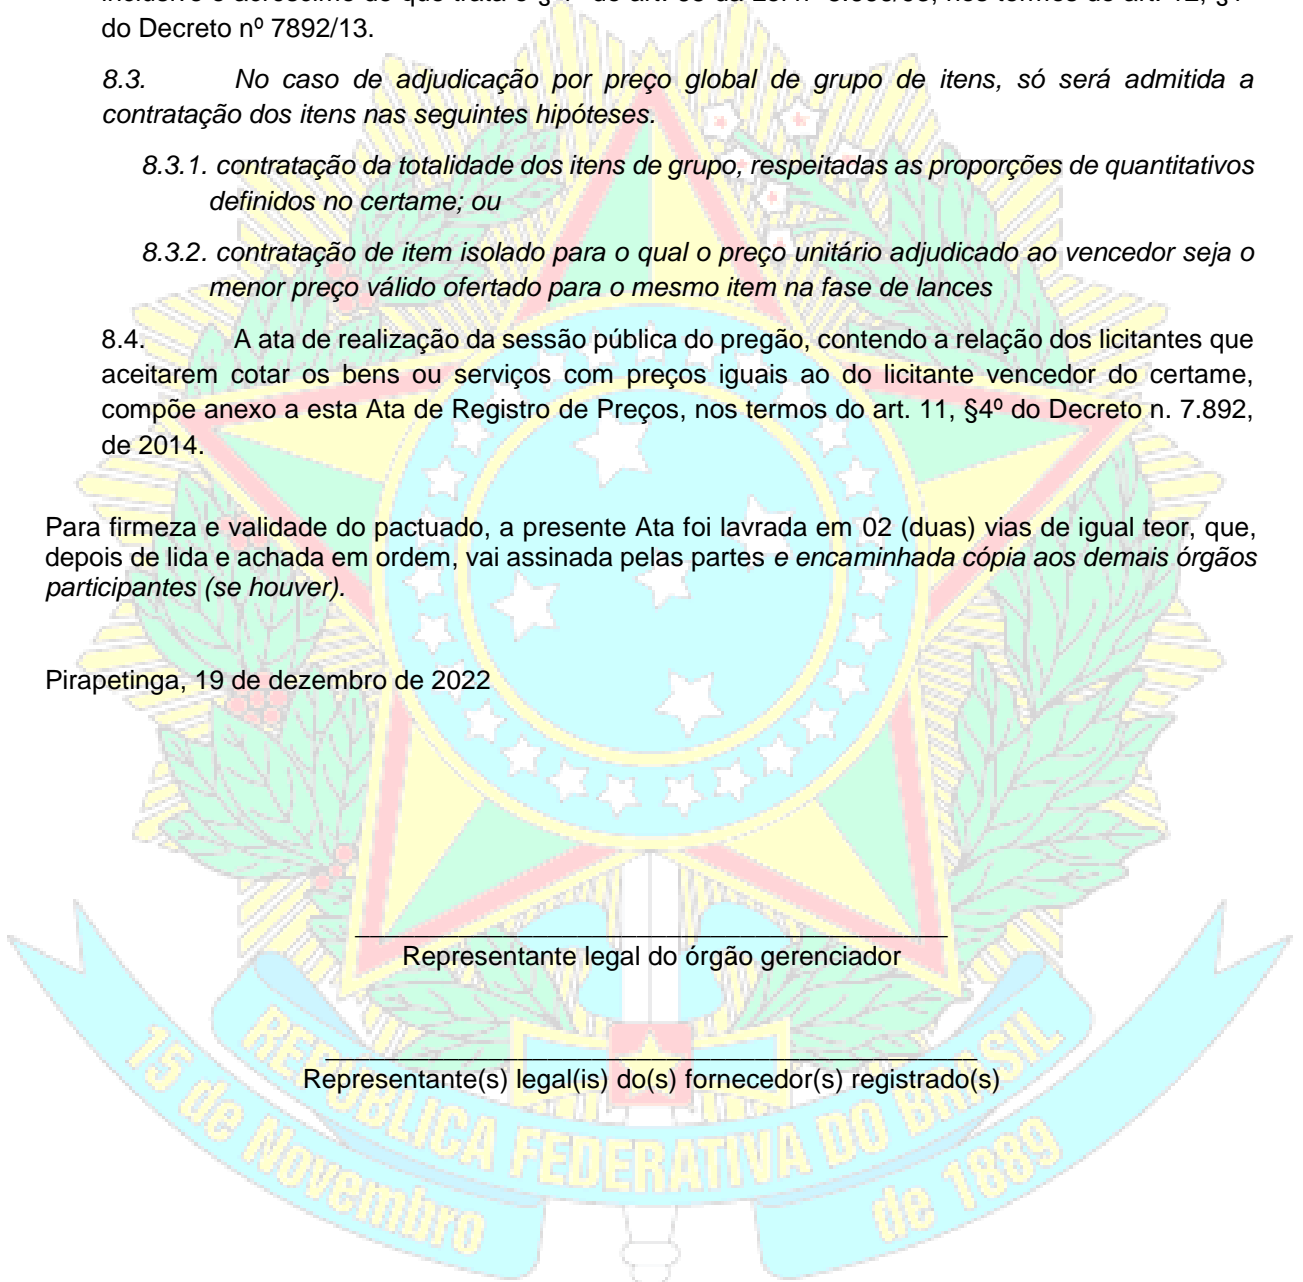 do Decreto nº 7892/13.
8.3. No caso de adjudicação por preço global de grupo de itens, só será admitida a
contratação dos itens nas seguintes hipóteses.
8.3.1. contratação da totalidade dos itens de grupo, respeitadas as proporções de quantitativos
definidos no certame; ou
8.3.2. contratação de item isolado para o qual o preço unitário adjudicado ao vencedor seja o
menor preço válido ofertado para o mesmo item na fase de lances
8.4. A ata de realização da sessão pública do pregão, contendo a relação dos licitantes que
aceitarem cotar os bens ou serviços com preços iguais ao do licitante vencedor do certame,
compõe anexo a esta Ata de Registro de Preços, nos termos do art. 11, §4º do Decreto n. 7.892,
de 2014.
Para firmeza e validade do pactuado, a presente Ata foi lavrada em 02 (duas) vias de igual teor, que,
depois de lida e achada em ordem, vai assinada pelas partes e encaminhada cópia aos demais órgãos
participantes (se houver).
Pirapetinga, 19 de dezembro de 2022
Representante legal do órgão gerenciador
Representante(s) legal(is) do(s) fornecedor(s) registrado(s)
REPÚBLICA FEDERATIVA DO BRASIL
15 de Novembro de 1889